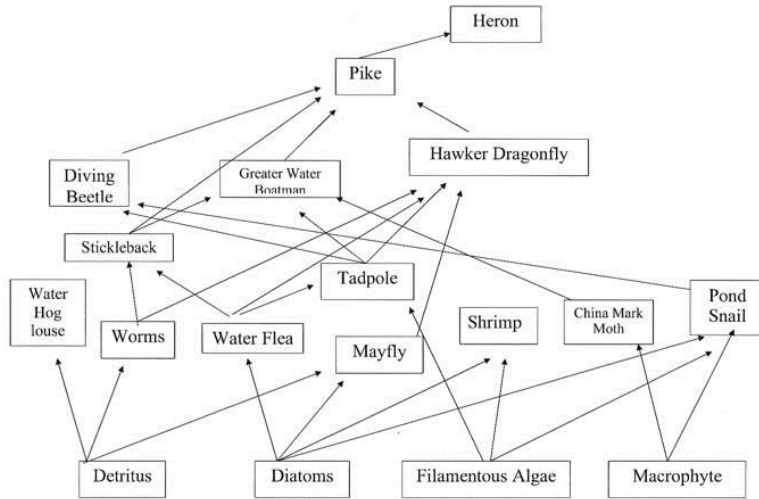 Heron
Pike
Hawker Dragonfly
Diving
Beetle
Greater Water
Boatman
Stickleback
Tadpole
Water
Hog
louse
Worms
Water Flea
Mayfly
Shrimp
China Mark
Moth
Pond
Snail
Detritus
Diatoms
Filamentous Algae
Macrophyte